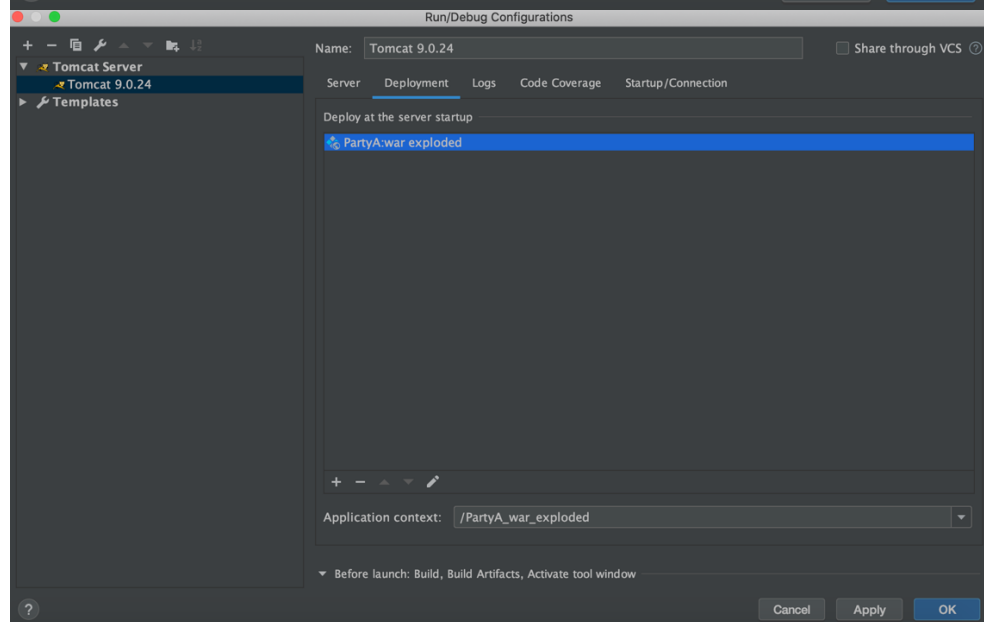 Run/Debug Configurations
Name: Tomcat 9.0.24
Share through VCS ?
Tomcat Server
Tomcat 9.0.24
Templates
Server Deployment Logs Code Coverage Startup/Connection
Deploy at the server startup
PartyA:war exploded
Application context: /PartyA_war_exploded
Before launch: Build, Build Artifacts, Activate tool window
? Cancel Apply OK